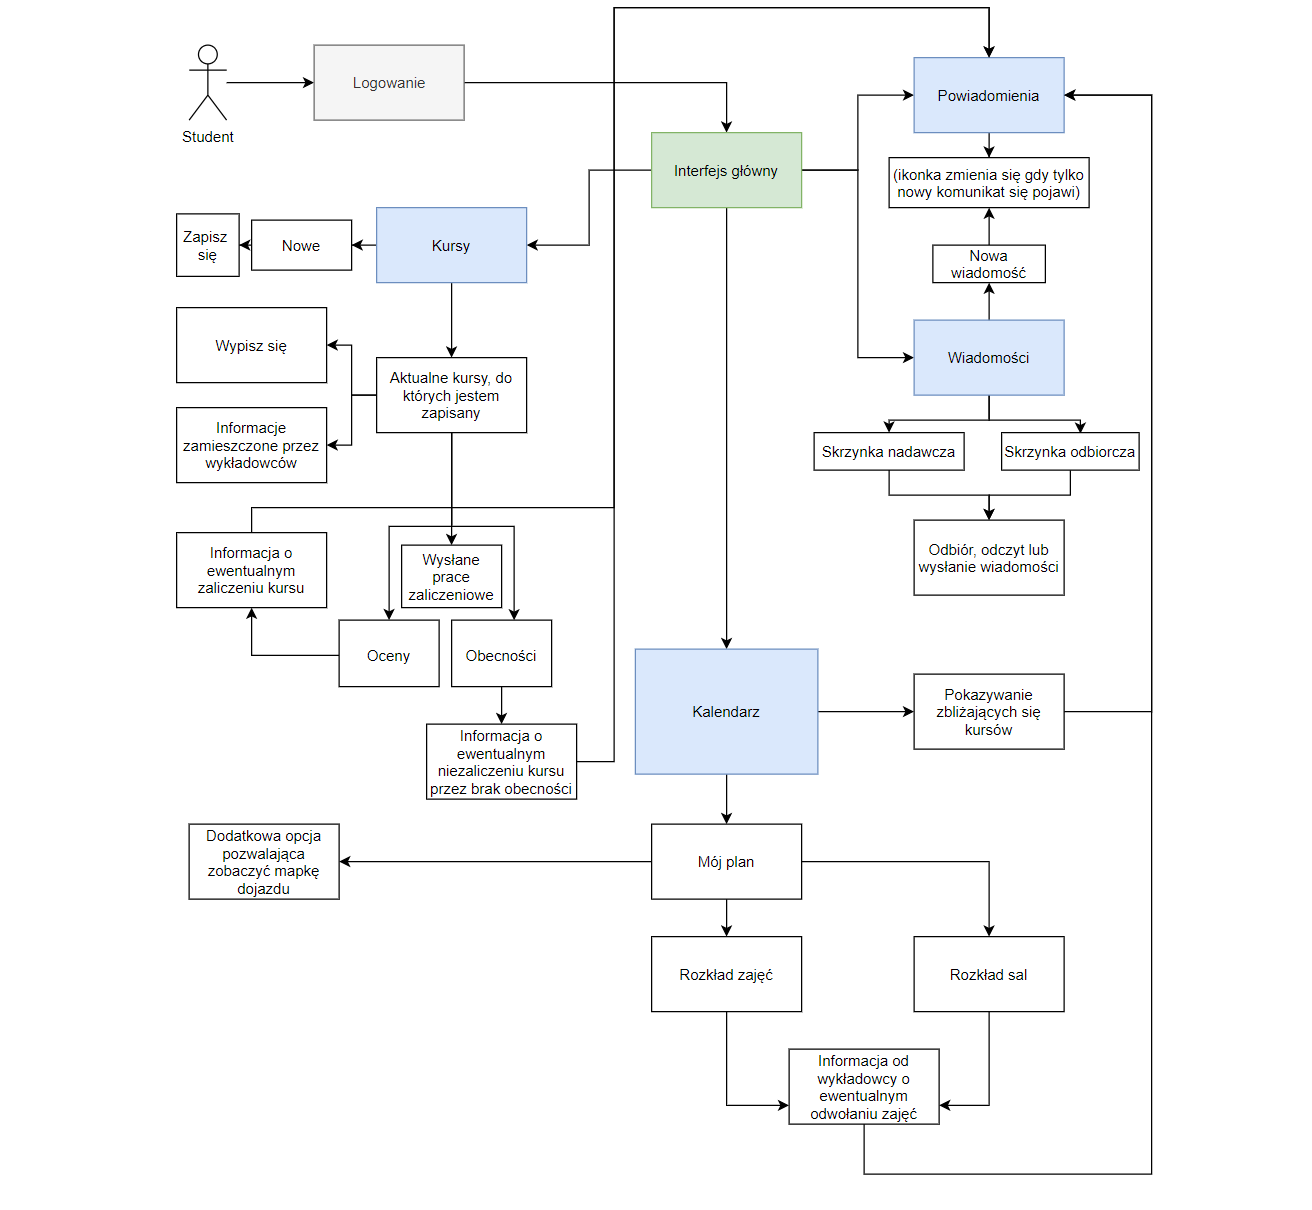 Student
Logowanie
Powiadomienia
Interfejs główny
(ikonka zmienia się gdy tylko
nowy komunikat się pojawi)
Zapisz
się
Nowe
Kursy
Nowa
wiadomość
Wypisz się
Aktualne kursy, do
których jestem
zapisany
Wiadomości
Informacje
zamieszczone przez
wykładowców
Skrzynka nadawcza
Skrzynka odbiorcza
Informacja o
ewentualnym
zaliczeniu kursu
Wysłane
prace
zaliczeniowe
Odbiór, odczyt lub
wysłanie wiadomości
Oceny
Obecności
Kalendarz
Pokazywanie
zbliżających się
kursów
Informacja o
ewentualnym
niezaliczeniu kursu
przez brak obecności
Dodatkowa opcja
pozwalająca
zobaczyć mapkę
dojazdu
Mój plan
Rozkład zajęć
Rozkład sal
Informacja od
wykładowcy o
ewentualnym
odwołaniu zajęć